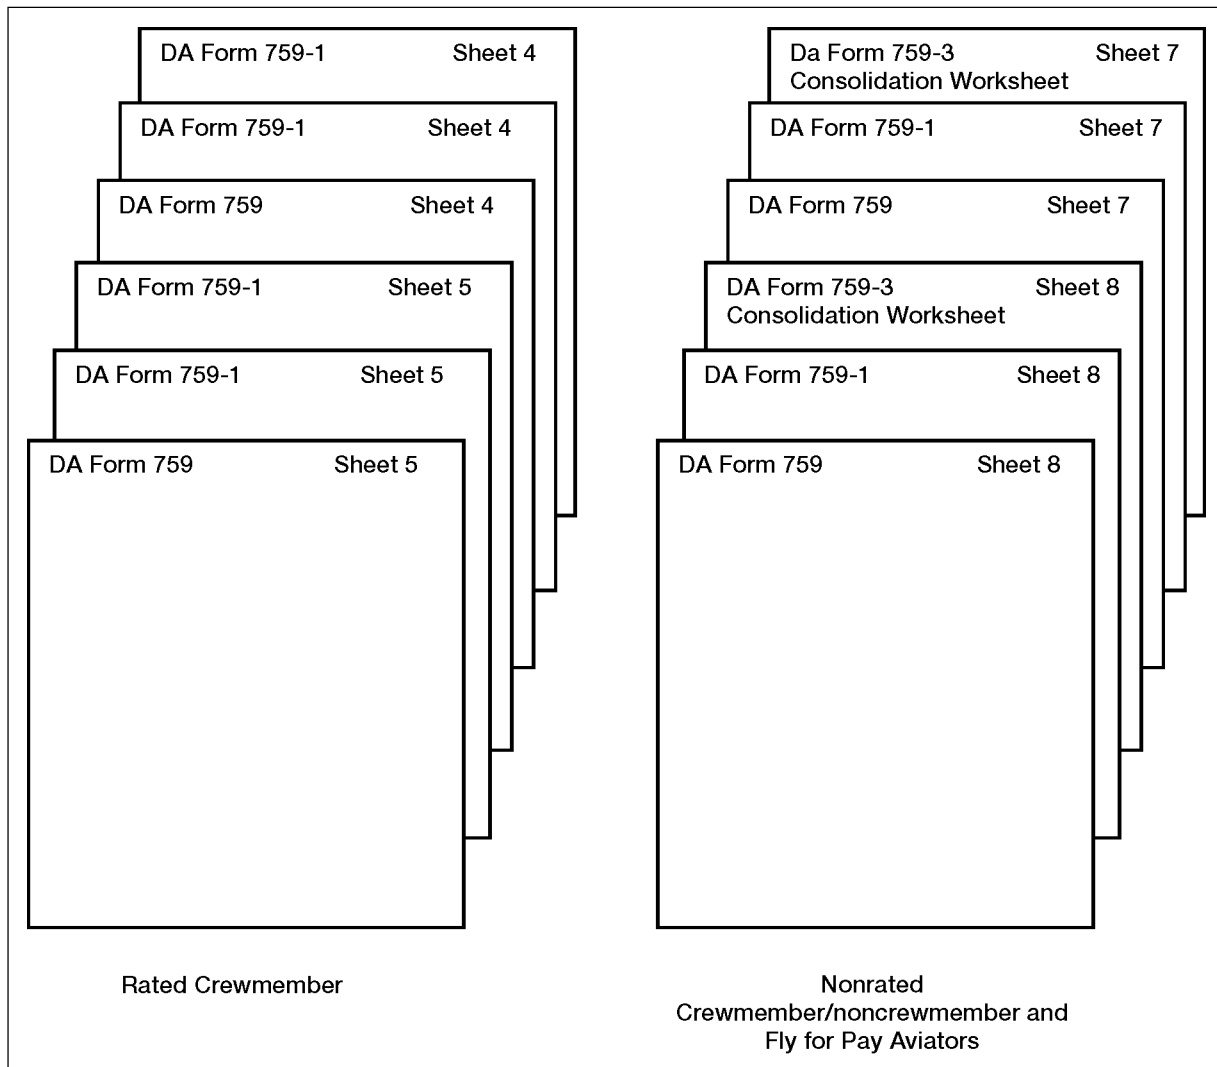 DA Form 759-1 Sheet 4
DA Form 759-1 Sheet 4
DA Form 759 Sheet 4
DA Form 759-1 Sheet 5
DA Form 759-1 Sheet 5
DA Form 759 Sheet 5
Rated Crewmember
Da Form 759-3 Sheet 7
Consolidation Worksheet
DA Form 759-1 Sheet 7
DA Form 759 Sheet 7
DA Form 759-3 Sheet 8
Consolidation Worksheet
DA Form 759-1 Sheet 8
DA Form 759 Sheet 8
Nonrated
Crewmember/noncrewmember and
Fly for Pay Aviators